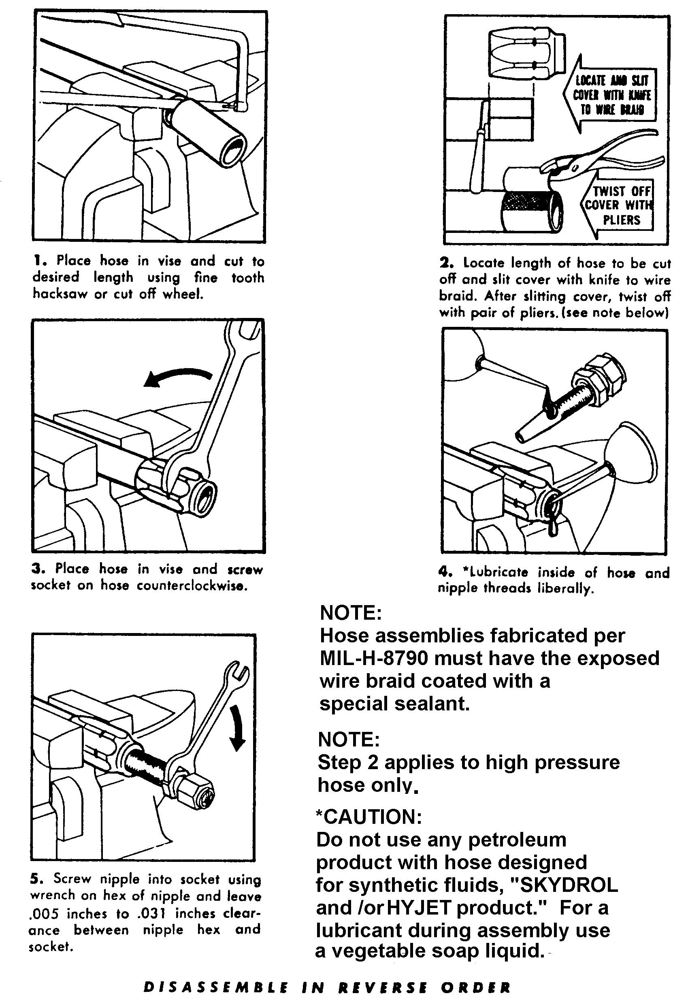 LOCATE AND SLIT
COVER WITH KNIFE
TO WIRE BRAID
TWIST OFF
COVER WITH
PLIERS
1. Place hose in vise and cut to
desired length using fine tooth
hacksaw or cut off wheel.
2. Locate length of hose to be cut
off and slit cover with knife to wire
braid. After slitting cover, twist off
with pair of pliers. (see note below)
3. Place hose in vise and screw
socket on hose counterclockwise.
4. *Lubricate inside of hose and
nipple threads liberally.
NOTE:
Hose assemblies fabricated per
MIL-H-8790 must have the exposed
wire braid coated with a
special sealant.
NOTE:
Step 2 applies to high pressure
hose only.
*CAUTION:
Do not use any petroleum
product with hose designed
for synthetic fluids, "SKYDROL
and /or HYJET product." For a
lubricant during assembly use
a vegetable soap liquid.
5. Screw nipple into socket using
wrench on hex of nipple and leave
.005 inches to .031 inches clear-
ance between nipple hex and
socket.
DISASSEMBLE IN REVERSE ORDER